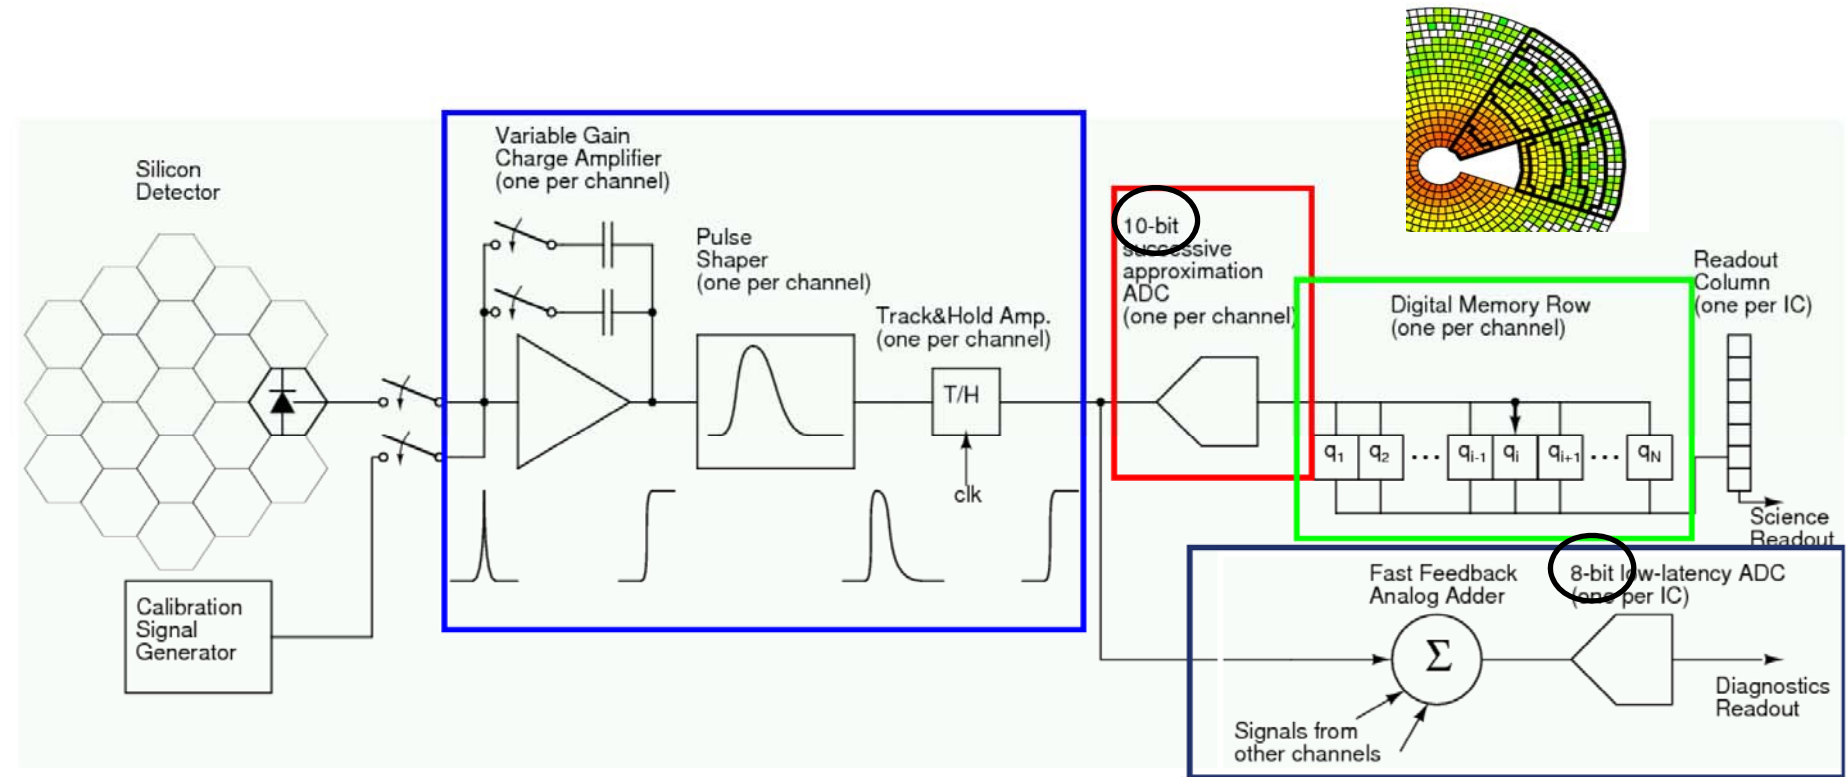 Silicon
Detector
Variable Gain
Charge Amplifier
(one per channel)
Pulse
Shaper
(one per channel)
Track&Hold Amp.
(one per channel)
T/H
clk
10-bit
successive
approximation
ADC
(one per channel)
Digital Memory Row
(one per channel)
Readout
Column
(one per IC)
q1 q2 ... qi-1 qi qi+1 ... qN
Science
Readout
Calibration
Signal
Generator
Fast Feedback
Analog Adder
8-bit low-latency ADC
(one per IC)
Σ
Signals from
other channels
Diagnostics
Readout